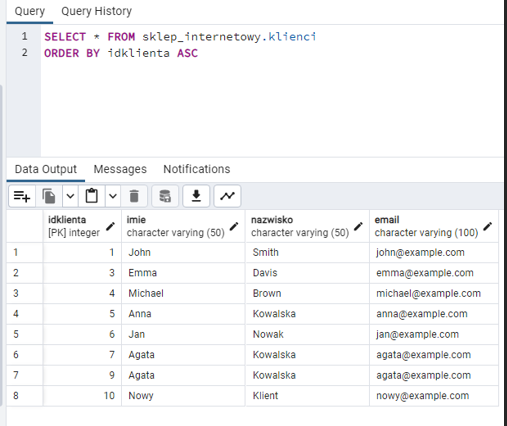 Query Query History
1 SELECT * FROM sklep_internetowy.klienci
2 ORDER BY idklienta ASC
Data Output Messages Notifications
idklienta imie nazwisko email
[PK] integer character varying (50) character varying (50) character varying (100)
1 1 John Smith john@example.com
2 3 Emma Davis emma@example.com
3 4 Michael Brown michael@example.com
4 5 Anna Kowalska anna@example.com
5 6 Jan Nowak jan@example.com
6 7 Agata Kowalska agata@example.com
7 9 Agata Kowalska agata@example.com
8 10 Nowy Klient nowy@example.com